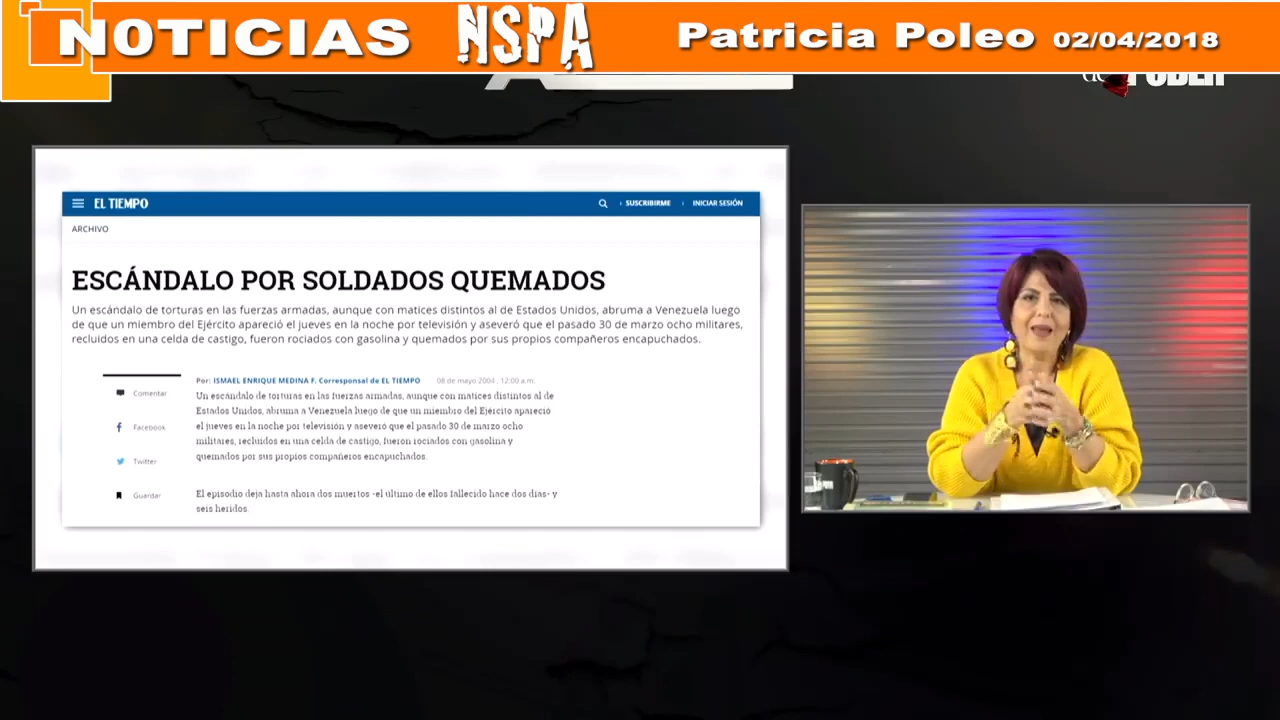 N0TICIAS NSPA Patricia Poleo 02/04/2018
de PODER
EL TIEMPO
SUSCRIBIRME
INICIAR SESIÓN
ARCHIVO
ESCÁNDALO POR SOLDADOS QUEMADOS
Un escándalo de torturas en las fuerzas armadas, aunque con matices distintos al de Estados Unidos, abruma a Venezuela luego
de que un miembro del Ejército apareció el jueves en la noche por televisión y aseveró que el pasado 30 de marzo ocho militares,
recluidos en una celda de castigo, fueron rociados con gasolina y quemados por sus propios compañeros encapuchados.
Por: ISMAEL ENRIQUE MEDINA F. Corresponsal de EL TIEMPO 08 de mayo 2004 , 12:00 a.m.
Comentar
Facebook
Twitter
Guardar
Un escándalo de torturas en las fuerzas armadas, aunque con matices distintos al de
Estados Unidos, abruma a Venezuela luego de que un miembro del Ejército apareció
el jueves en la noche por televisión y aseveró que el pasado 30 de marzo ocho
militares, recluidos en una celda de castigo, fueron rociados con gasolina y
quemados por sus propios compañeros encapuchados.
El episodio deja hasta ahora dos muertos -el último de ellos fallecido hace dos días- y
seis heridos.